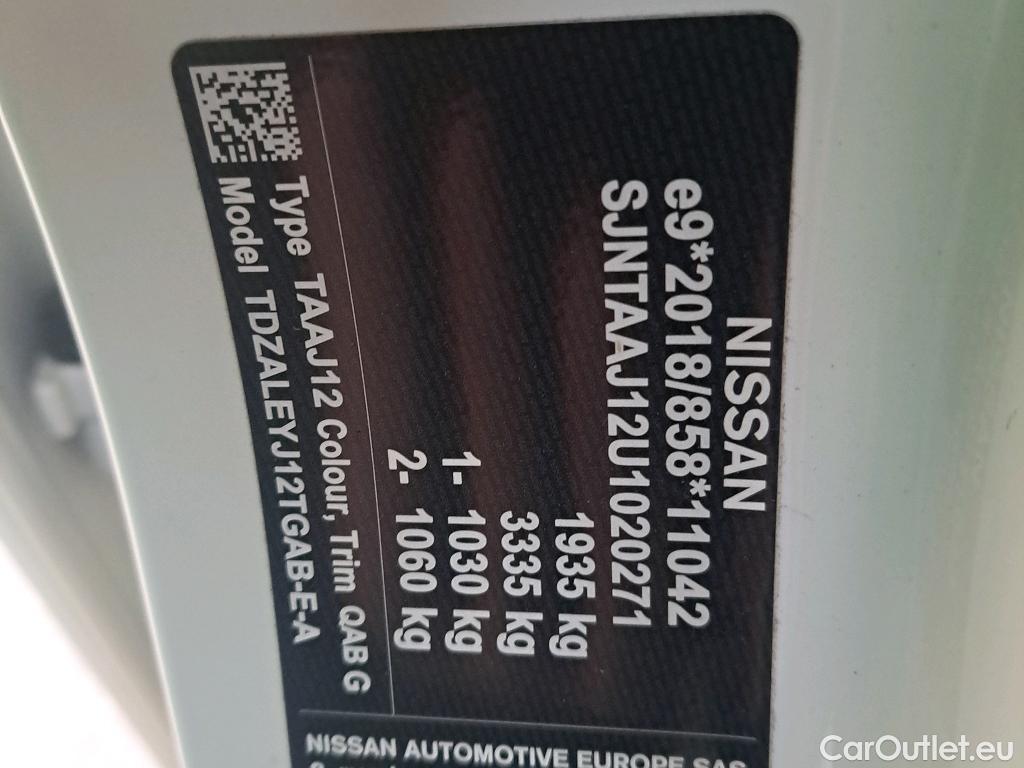 NISSAN
e9*2018/858*11042
SJNTAAJ12U1020271
1935 kg
3335 kg
1- 1030 kg
2- 1060 kg
Type TAAJ12 Colour, Trim QAB G
Model TDZALEYJ12TGAB-E-A
NISSAN AUTOMOTIVE EUROPE SAS
CarOutlet.eu